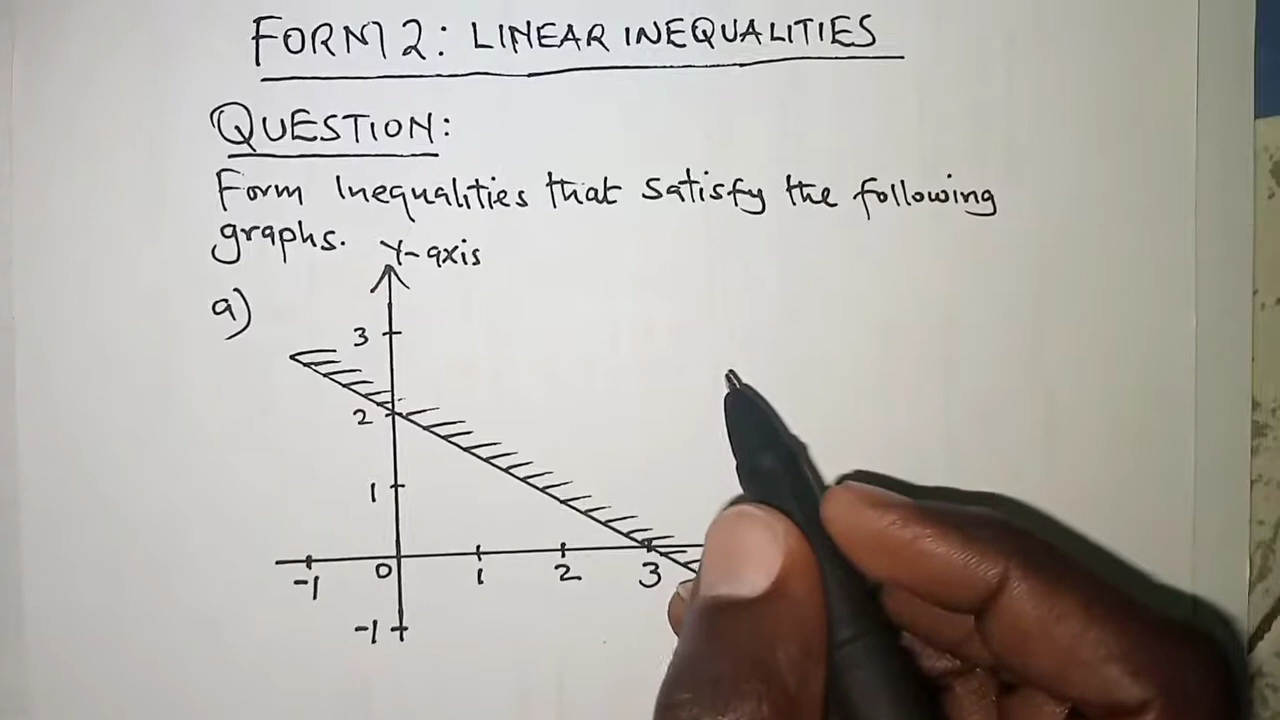 FORM 2: LINEAR INEQUALITIES
QUESTION:
Form Inequalities that satisfy the following
graphs.
Y-axis
a)
3
2
1
-1
0
1
2
3
-1